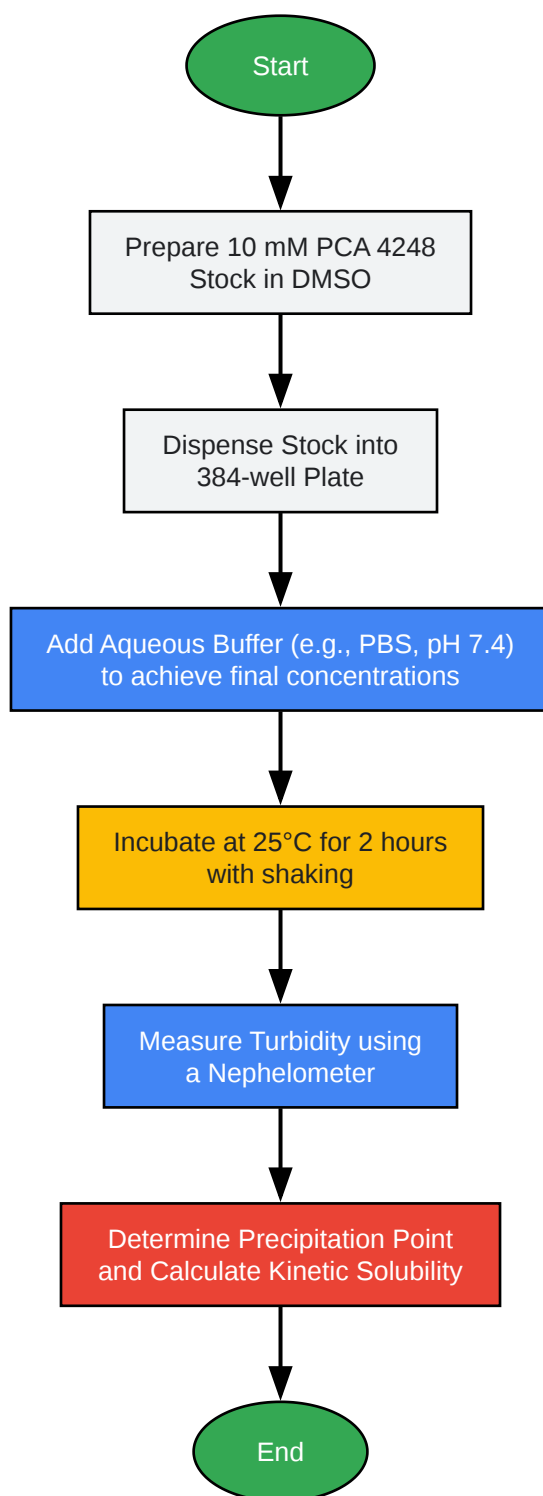 Start
Prepare 10 mM PCA 4248
Stock in DMSO
Dispense Stock into
384-well Plate
Add Aqueous Buffer (e.g., PBS, pH 7.4)
to achieve final concentrations
Incubate at 25°C for 2 hours
with shaking
Measure Turbidity using
a Nephelometer
Determine Precipitation Point
and Calculate Kinetic Solubility
End